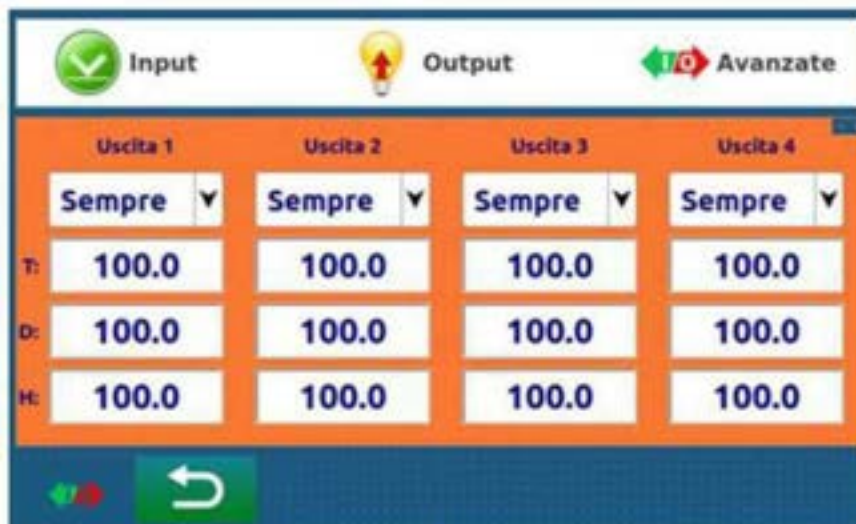 Input Output I/O Avanzate
Uscita 1 Uscita 2 Uscita 3 Uscita 4
Sempre Sempre Sempre Sempre
T: 100.0 100.0 100.0 100.0
D: 100.0 100.0 100.0 100.0
H: 100.0 100.0 100.0 100.0